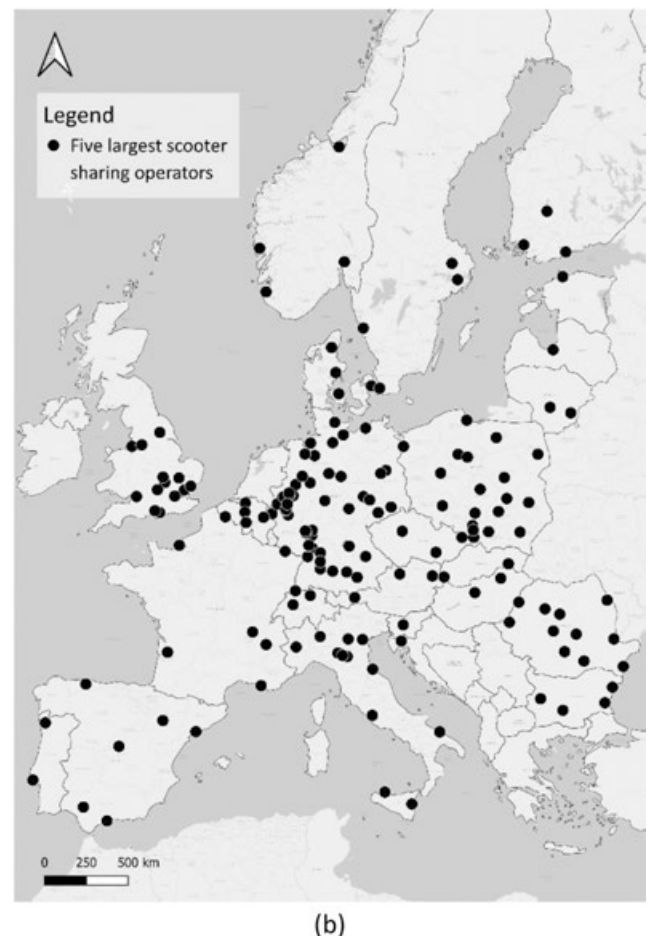 Legend
Five largest scooter
sharing operators
0 250 500 km
(b)